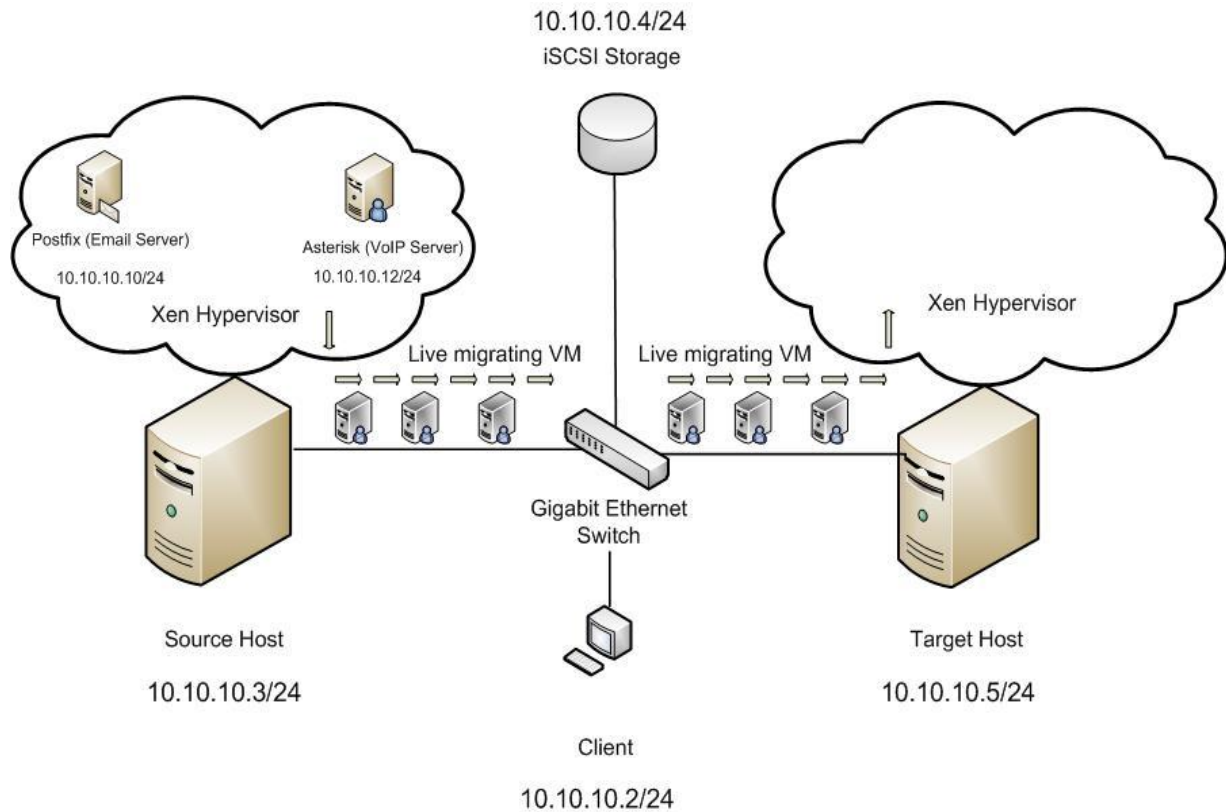 10.10.10.4/24
iSCSI Storage
Postfix (Email Server)
10.10.10.10/24
Asterisk (VoIP Server)
10.10.10.12/24
Xen Hypervisor
Xen Hypervisor
Live migrating VM
Live migrating VM
Gigabit Ethernet
Switch
Source Host
10.10.10.3/24
Target Host
10.10.10.5/24
Client
10.10.10.2/24